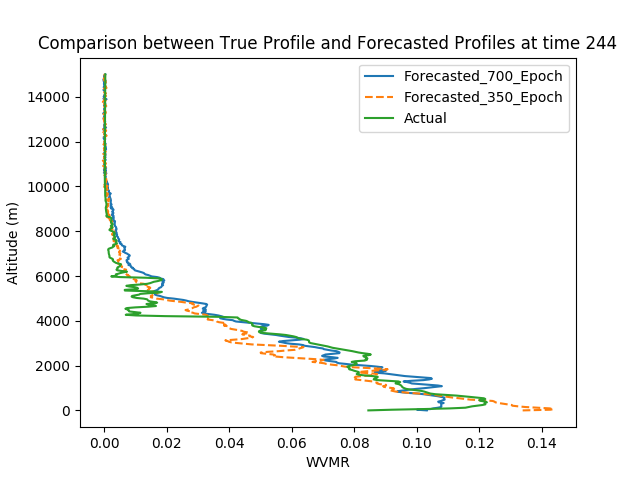 Comparison between True Profile and Forecasted Profiles at time 244
Forecasted_700_Epoch
Forecasted_350_Epoch
Actual
14000
12000
10000
8000
6000
4000
2000
0
Altitude (m)
0.00 0.02 0.04 0.06 0.08 0.10 0.12 0.14
WVMR